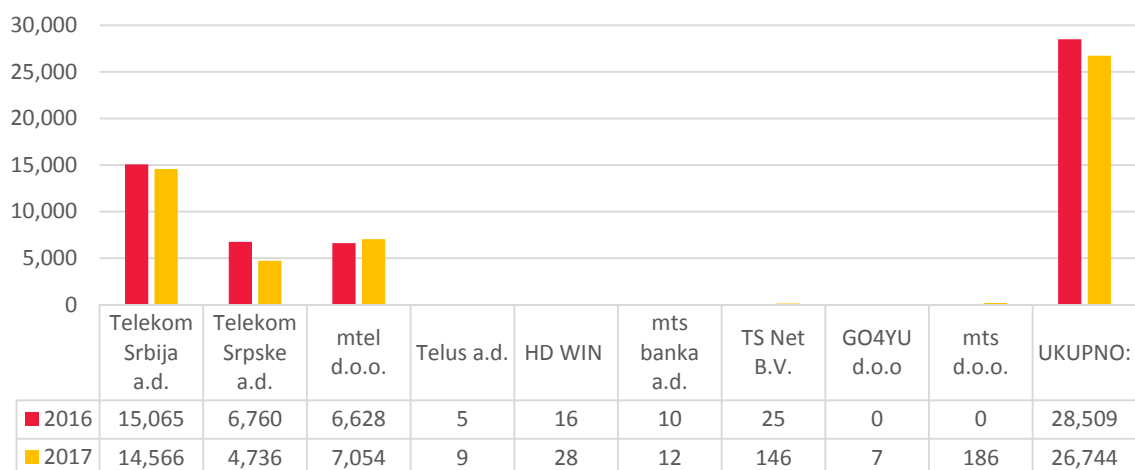 30,000
25,000
20,000
15,000
10,000
5,000
0
Telekom Srbija a.d.
Telekom Srpske a.d.
mtel d.o.o.
Telus a.d.
HD WIN
mts banka a.d.
TS Net B.V.
GO4YU d.o.o
mts d.o.o.
UKUPNO:
2016 15,065 6,760 6,628 5 16 10 25 0 0 28,509
2017 14,566 4,736 7,054 9 28 12 146 7 186 26,744